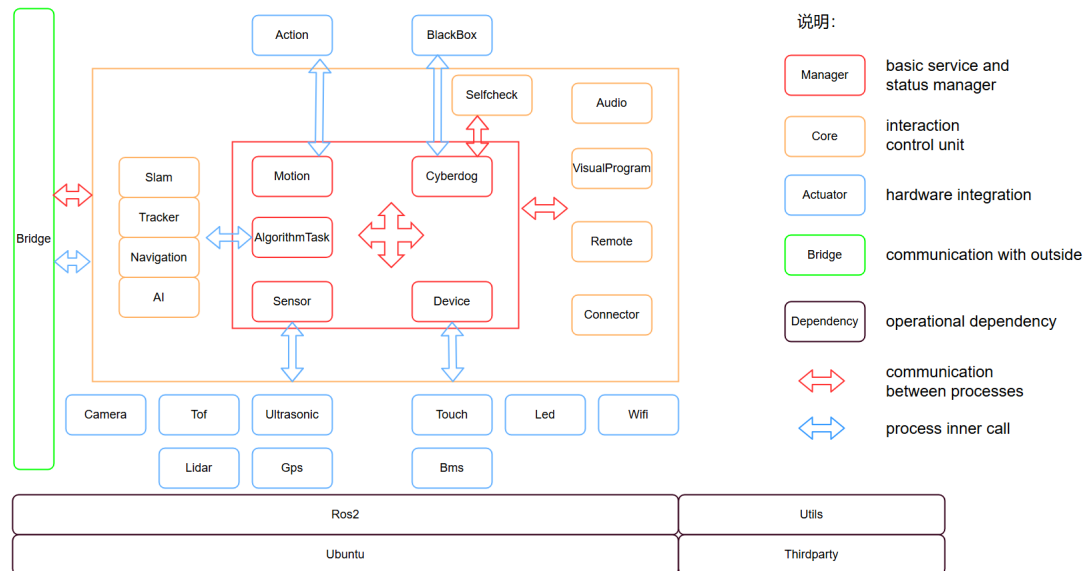 Action
BlackBox
Selfcheck
Audio
Slam
Motion
Cyberdog
VisualProgram
Tracker
Bridge
AlgorithmTask
Remote
Navigation
AI
Sensor
Device
Connector
Camera
Tof
Ultrasonic
Touch
Led
Wifi
Lidar
Gps
Bms
Ros2
Utils
Ubuntu
Thirdparty
说明：
Manager
basic service and
status manager
Core
interaction
control unit
Actuator
hardware integration
Bridge
communication with outside
Dependency
operational dependency
communication
between processes
process inner call